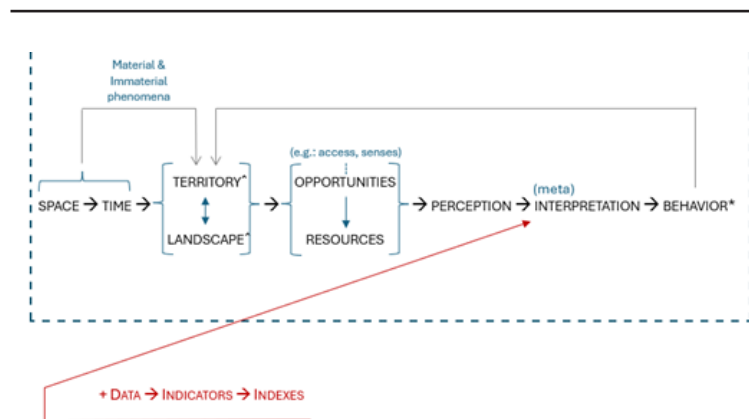 Material &
Immaterial
phenomena
(e.g.: access, senses)
TERRITORY^ OPPORTUNITIES
(meta)
SPACE → TIME → → → PERCEPTION → INTERPRETATION → BEHAVIOR*
LANDSCAPE^ RESOURCES
+ DATA → INDICATORS → INDEXES